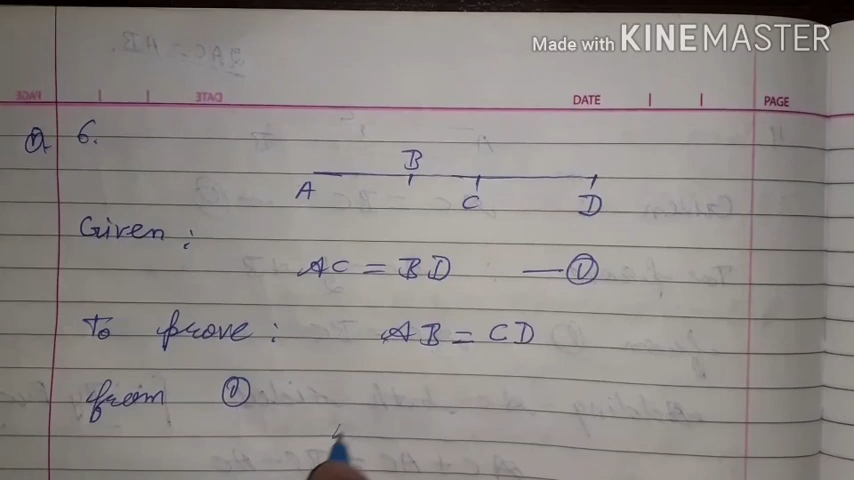 Made with KINEMASTER
DATE PAGE
Q 6.
A B C D
Given :
AC = BD — ①
To prove : AB = CD
from ①